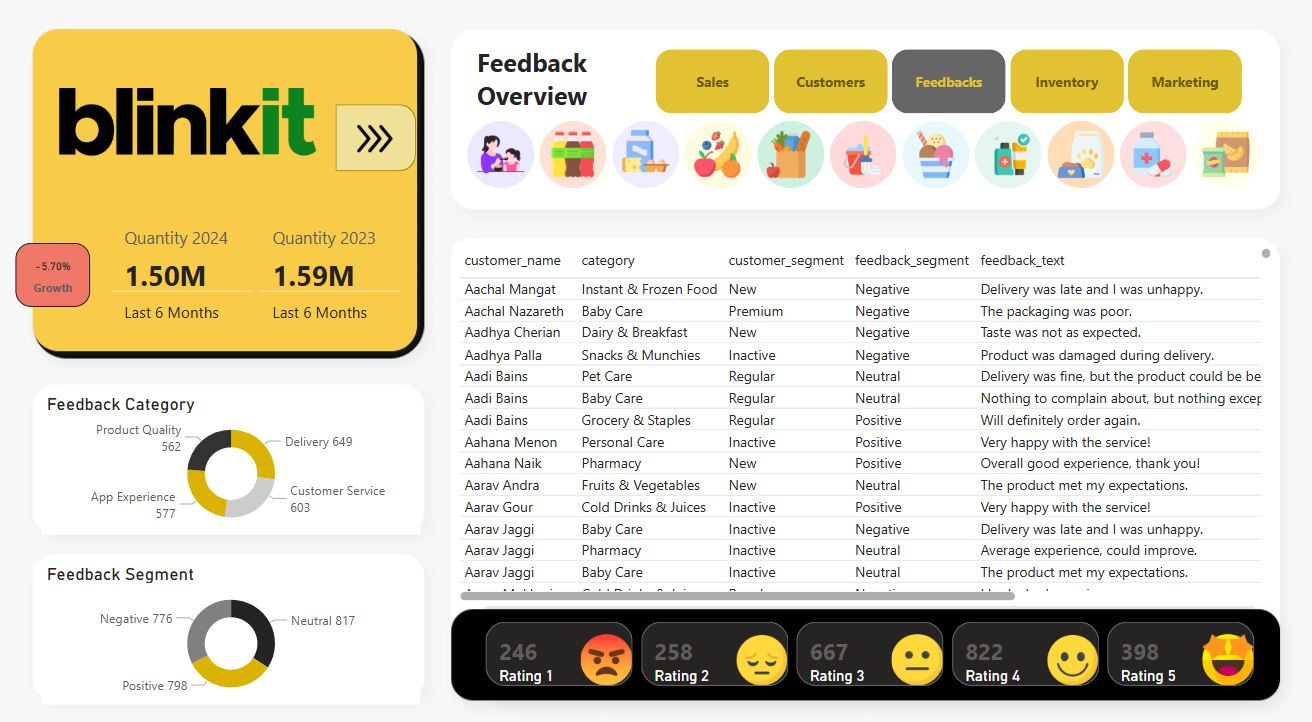 blinkit
Quantity 2024
Quantity 2023
1.50M
1.59M
Last 6 Months
Last 6 Months
-5.70%
Growth
Feedback Category
Product Quality
562
Delivery 649
App Experience
577
Customer Service
603
Feedback Segment
Negative 776
Neutral 817
Positive 798
Feedback
Overview
Sales
Customers
Feedbacks
Inventory
Marketing
customer_name category customer_segment feedback_segment feedback_text
Aachal Mangat Instant & Frozen Food New Negative Delivery was late and I was unhappy.
Aachal Nazareth Baby Care Premium Negative The packaging was poor.
Aadhya Cherian Dairy & Breakfast New Negative Taste was not as expected.
Aadhya Palla Snacks & Munchies Inactive Negative Product was damaged during delivery.
Aadi Bains Pet Care Regular Neutral Delivery was fine, but the product could be be
Aadi Bains Baby Care Regular Neutral Nothing to complain about, but nothing excep
Aadi Bains Grocery & Staples Regular Positive Will definitely order again.
Aahana Menon Personal Care Inactive Positive Very happy with the service!
Aahana Naik Pharmacy New Positive Overall good experience, thank you!
Aarav Andra Fruits & Vegetables New Neutral The product met my expectations.
Aarav Gour Cold Drinks & Juices Inactive Positive Very happy with the service!
Aarav Jaggi Baby Care Inactive Negative Delivery was late and I was unhappy.
Aarav Jaggi Pharmacy Inactive Neutral Average experience, could improve.
Aarav Jaggi Baby Care Inactive Neutral The product met my expectations.
246
Rating 1
258
Rating 2
667
Rating 3
822
Rating 4
398
Rating 5